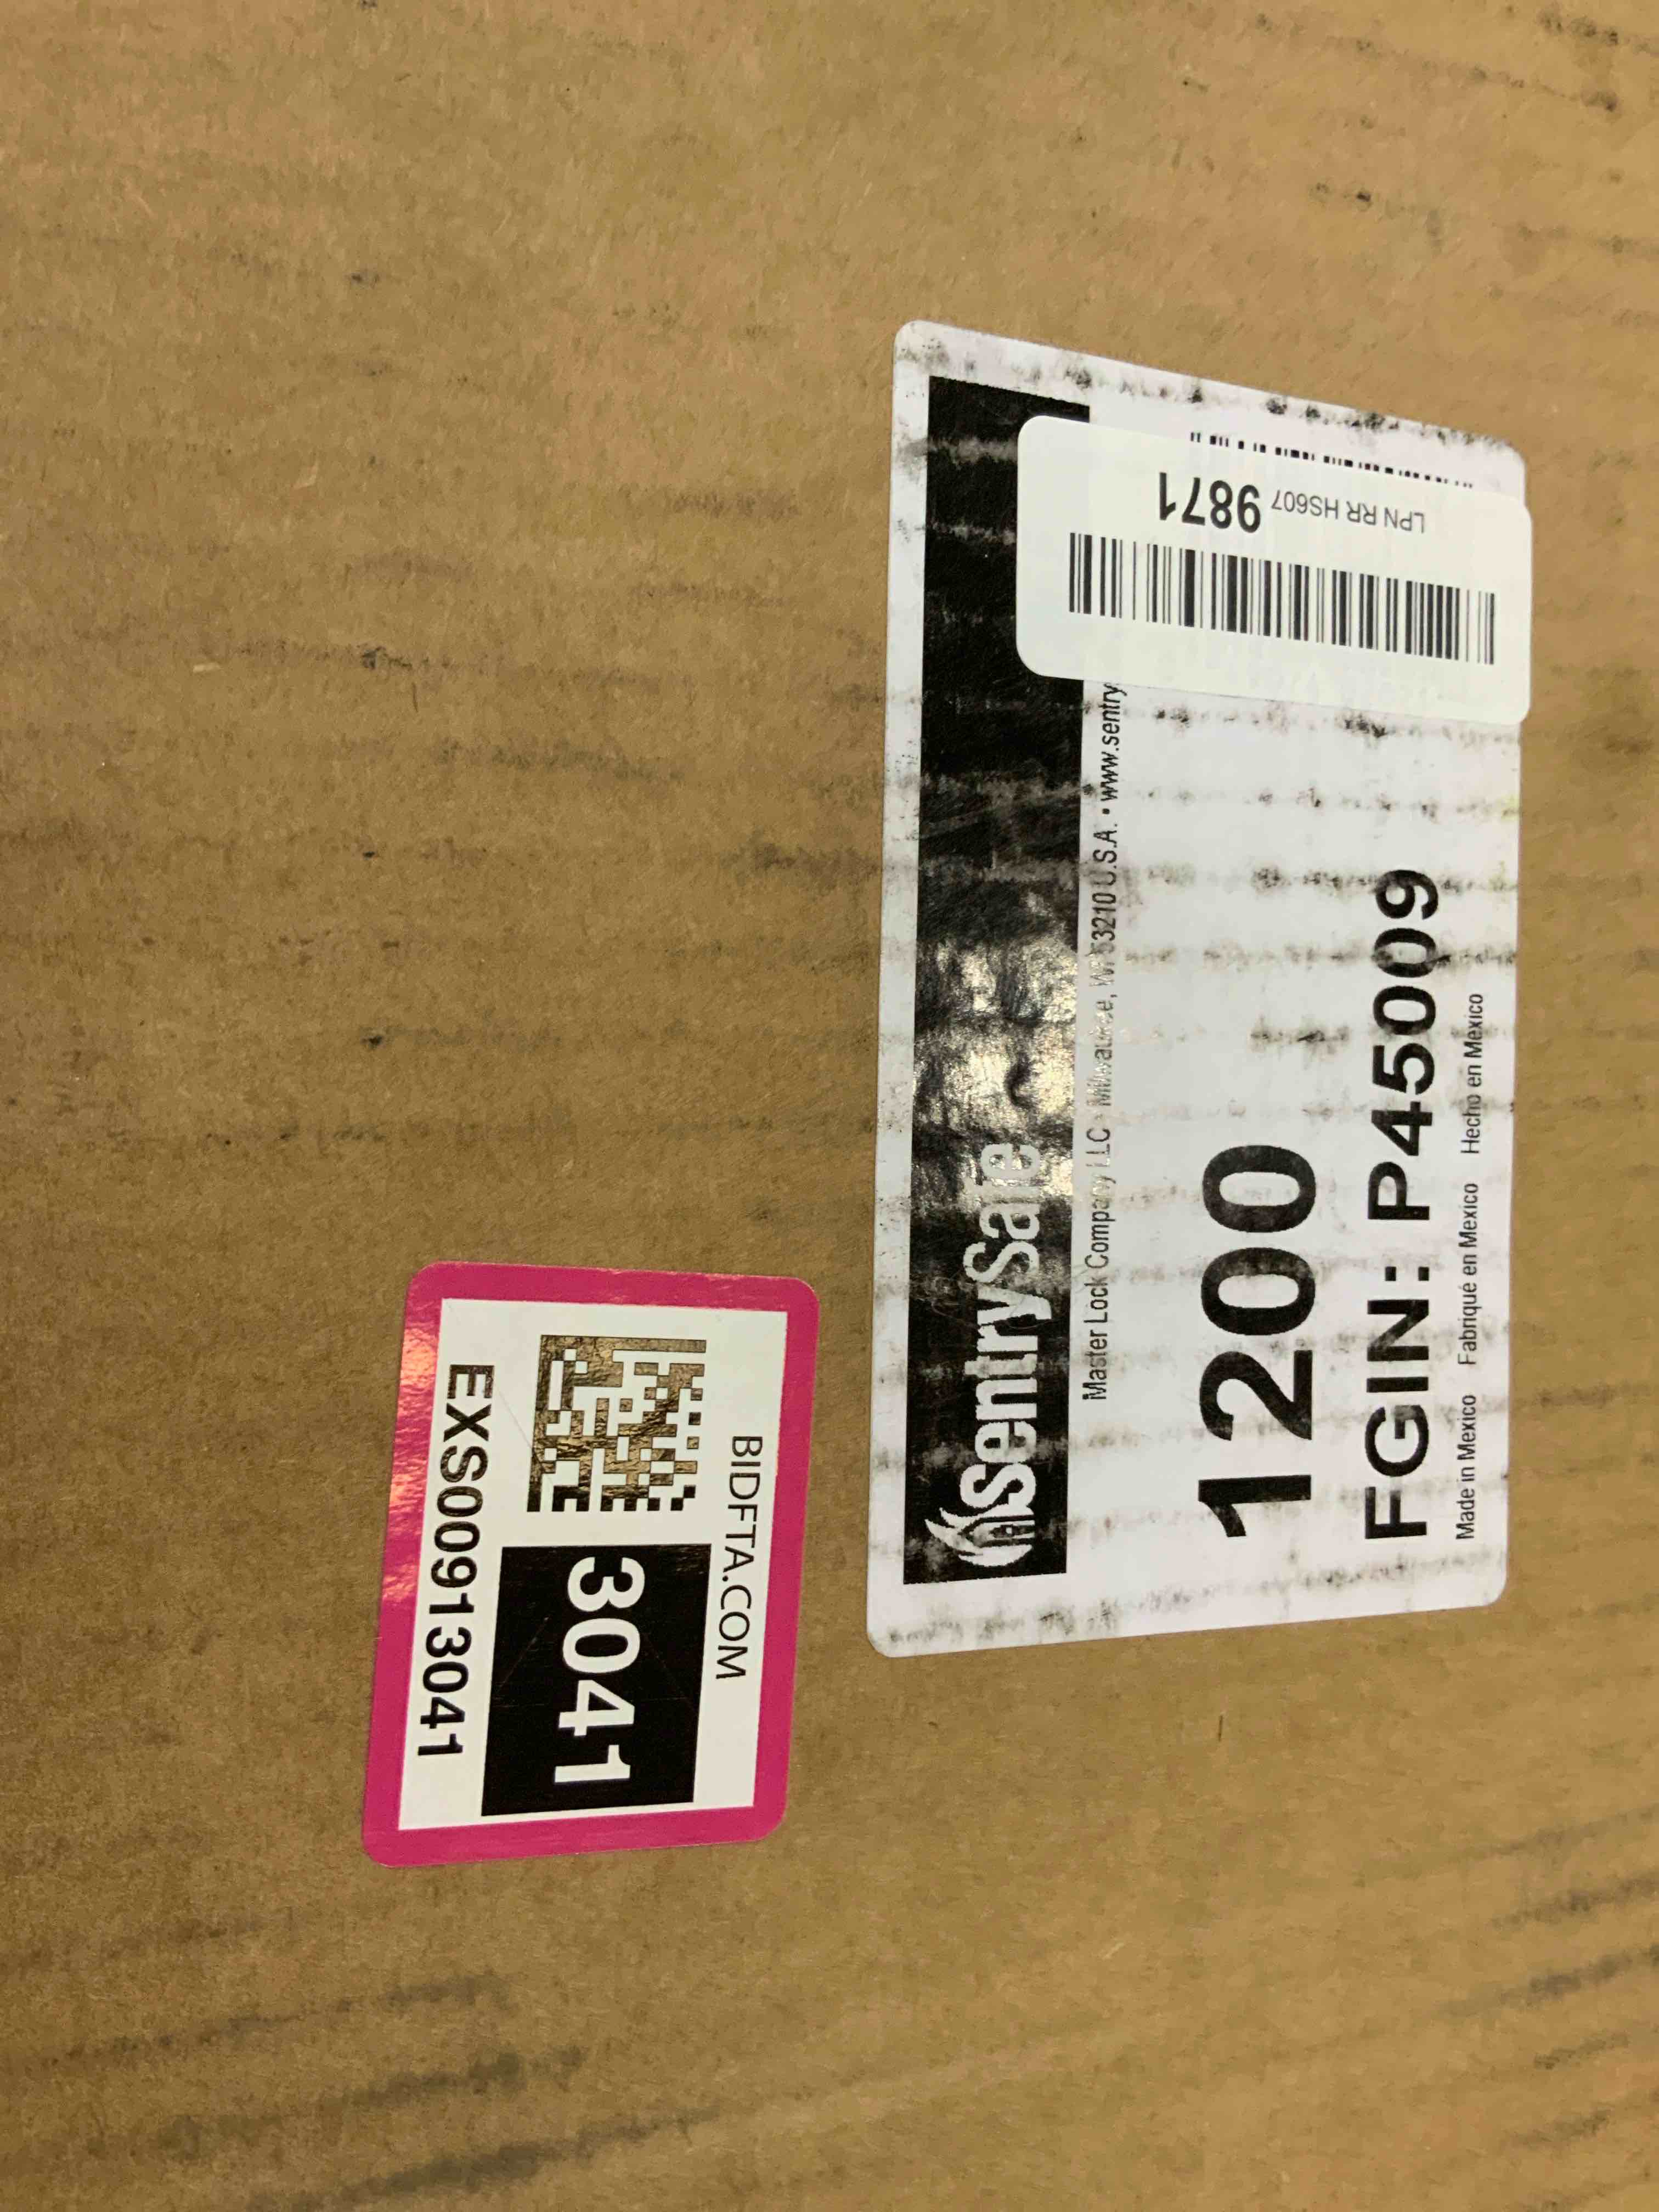 BIDFTA.COM
3041
EXS00913041
SentrySafe
Master Lock Company LLC • Milwaukee, WI 53210 U.S.A. • www.sentry
1200
FGIN: P45009
Made in Mexico Fabriqué en Mexico Hecho en Mexico
LPN RR HS607 9871